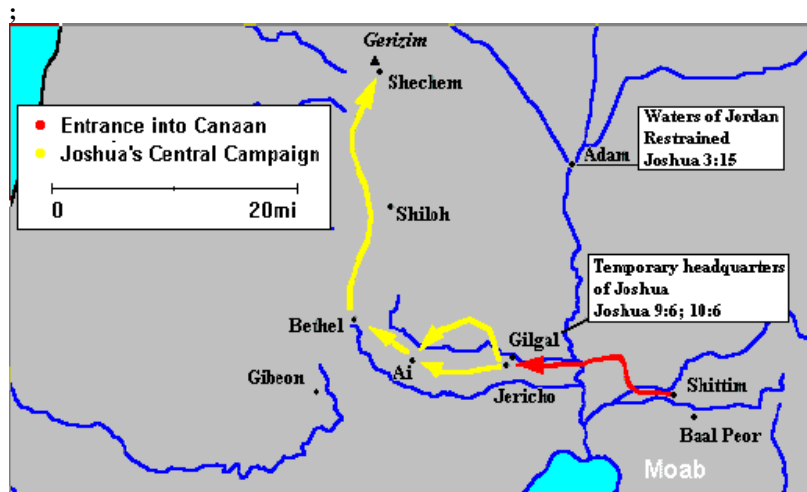 ;
Gerizim
Shechem
Entrance into Canaan
Joshua's Central Campaign
0 20mi
Waters of Jordan
Restrained
Joshua 3:15
Adam
Shiloh
Temporary headquarters
of Joshua
Joshua 9:6; 10:6
Bethel
Gilgal
Ai
Gibeon
Jericho
Shittim
Baal Peor
Moab